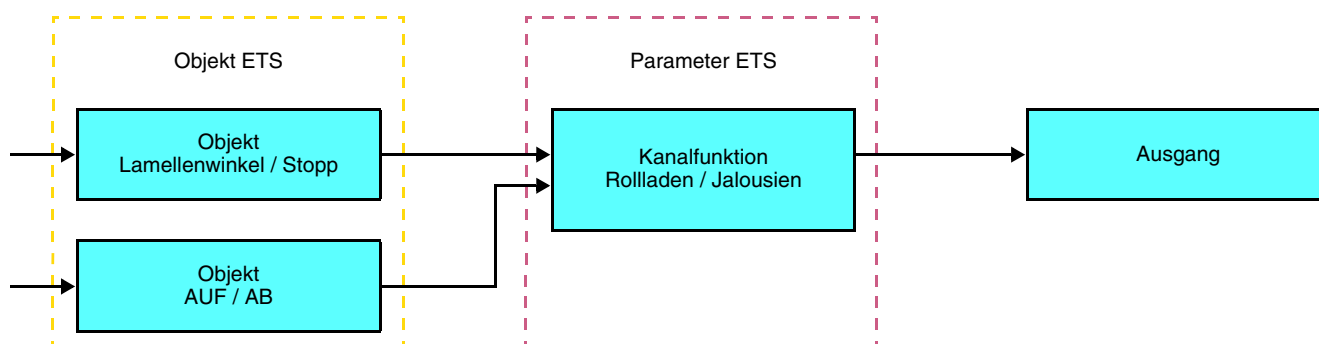 Objekt ETS
Parameter ETS
Objekt
Lamellenwinkel / Stopp
Kanalfunktion
Rollladen / Jalousien
Ausgang
Objekt
AUF / AB